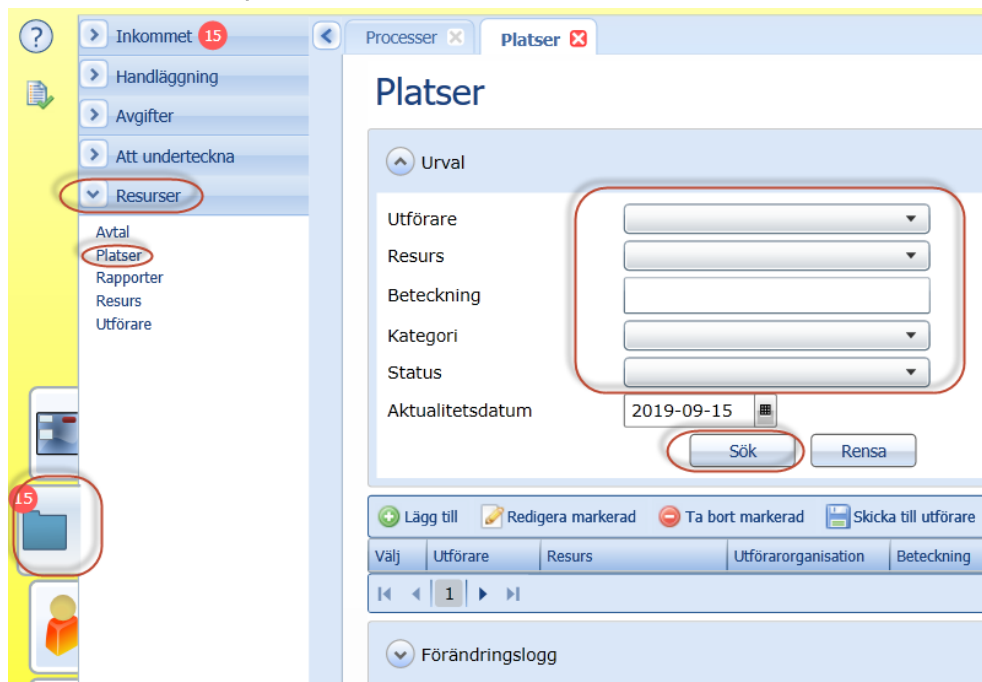 Inkommet 15
Handläggning
Avgifter
Att underteckna
Resurser
Avtal
Platser
Rapporter
Resurs
Utförare
15
Processer Platser
Platser
Urval
Utförare
Resurs
Beteckning
Kategori
Status
Aktualitetsdatum 2019-09-15
Sök Rensa
Lägg till Redigera markerad Ta bort markerad Skicka till utförare
Välj Utförare Resurs Utförarorganisation Beteckning
1
Förändringslogg